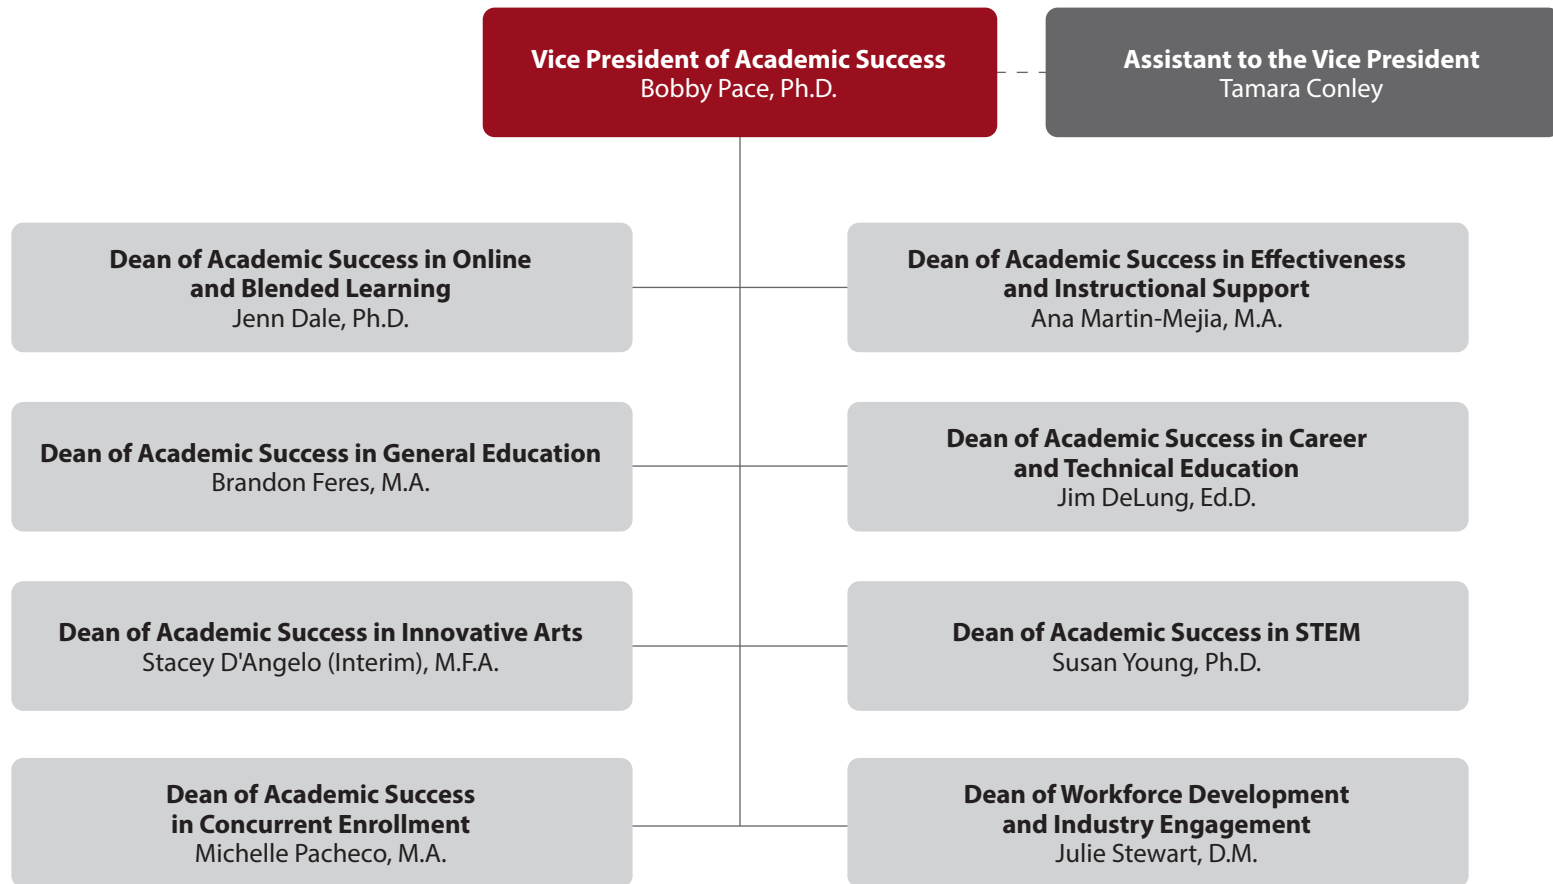 Vice President of Academic Success
Bobby Pace, Ph.D.
Assistant to the Vice President
Tamara Conley
Dean of Academic Success in Online
and Blended Learning
Jenn Dale, Ph.D.
Dean of Academic Success in Effectiveness
and Instructional Support
Ana Martin-Mejia, M.A.
Dean of Academic Success in General Education
Brandon Feres, M.A.
Dean of Academic Success in Career
and Technical Education
Jim DeLung, Ed.D.
Dean of Academic Success in Innovative Arts
Stacey D'Angelo (Interim), M.F.A.
Dean of Academic Success in STEM
Susan Young, Ph.D.
Dean of Academic Success
in Concurrent Enrollment
Michelle Pacheco, M.A.
Dean of Workforce Development
and Industry Engagement
Julie Stewart, D.M.